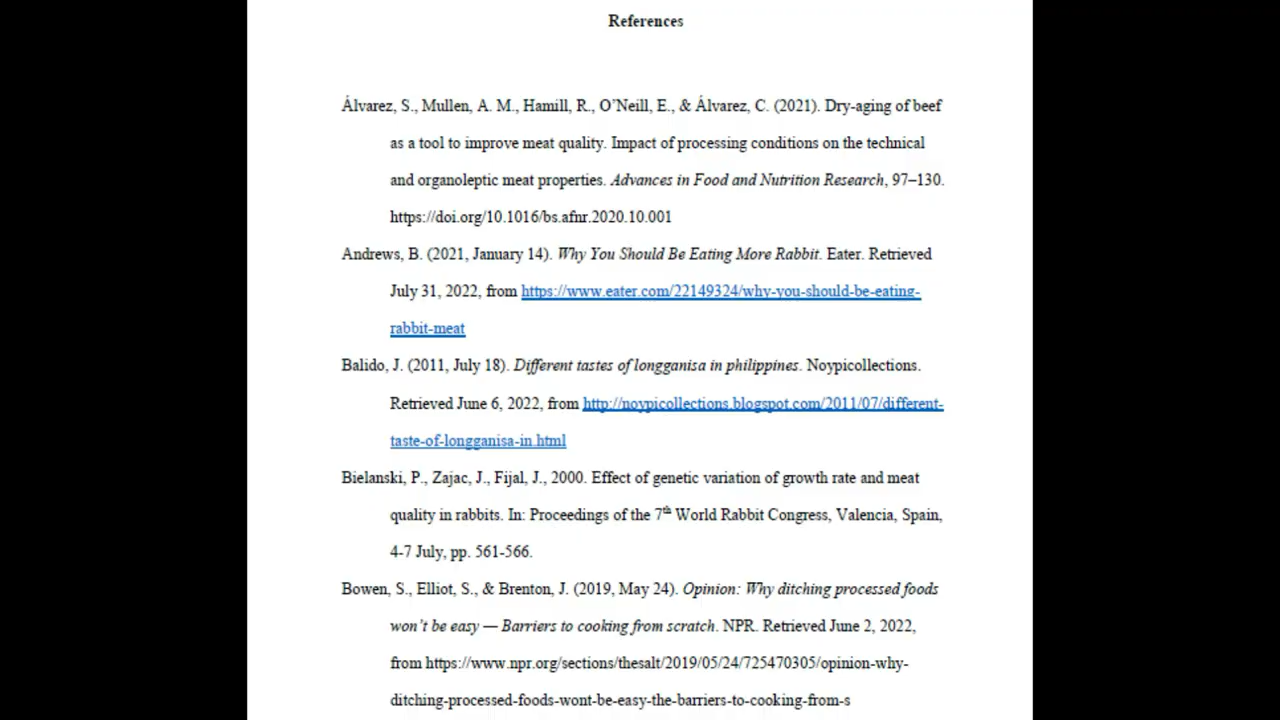 References
Álvarez, S., Mullen, A. M., Hamill, R., O’Neill, E., & Álvarez, C. (2021). Dry-aging of beef
as a tool to improve meat quality. Impact of processing conditions on the technical
and organoleptic meat properties. Advances in Food and Nutrition Research, 97–130.
https://doi.org/10.1016/bs.afnr.2020.10.001
Andrews, B. (2021, January 14). Why You Should Be Eating More Rabbit. Eater. Retrieved
July 31, 2022, from https://www.eater.com/22149324/why-you-should-be-eating-
rabbit-meat
Balido, J. (2011, July 18). Different tastes of longganisa in philippines. Noypicollections.
Retrieved June 6, 2022, from http://noypicollections.blogspot.com/2011/07/different-
taste-of-longganisa-in.html
Bielanski, P., Zajac, J., Fijal, J., 2000. Effect of genetic variation of growth rate and meat
quality in rabbits. In: Proceedings of the 7th World Rabbit Congress, Valencia, Spain,
4-7 July, pp. 561-566.
Bowen, S., Elliot, S., & Brenton, J. (2019, May 24). Opinion: Why ditching processed foods
won’t be easy — Barriers to cooking from scratch. NPR. Retrieved June 2, 2022,
from https://www.npr.org/sections/thesalt/2019/05/24/725470305/opinion-why-
ditching-processed-foods-wont-be-easy-the-barriers-to-cooking-from-s